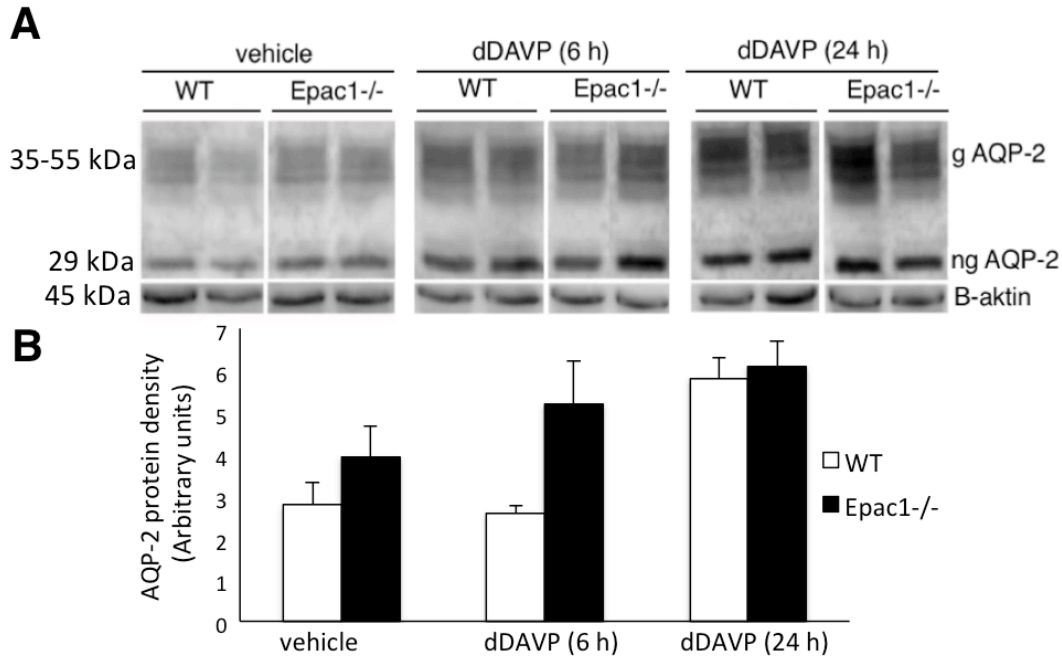 A
vehicle
dDAVP (6 h)
dDAVP (24 h)
WT
Epac1-/-
WT
Epac1-/-
WT
Epac1-/-
35-55 kDa
g AQP-2
29 kDa
ng AQP-2
45 kDa
B-aktin
B
AQP-2 protein density
(Arbitrary units)
7
6
5
4
3
2
1
0
WT
Epac1-/-
vehicle
dDAVP (6 h)
dDAVP (24 h)